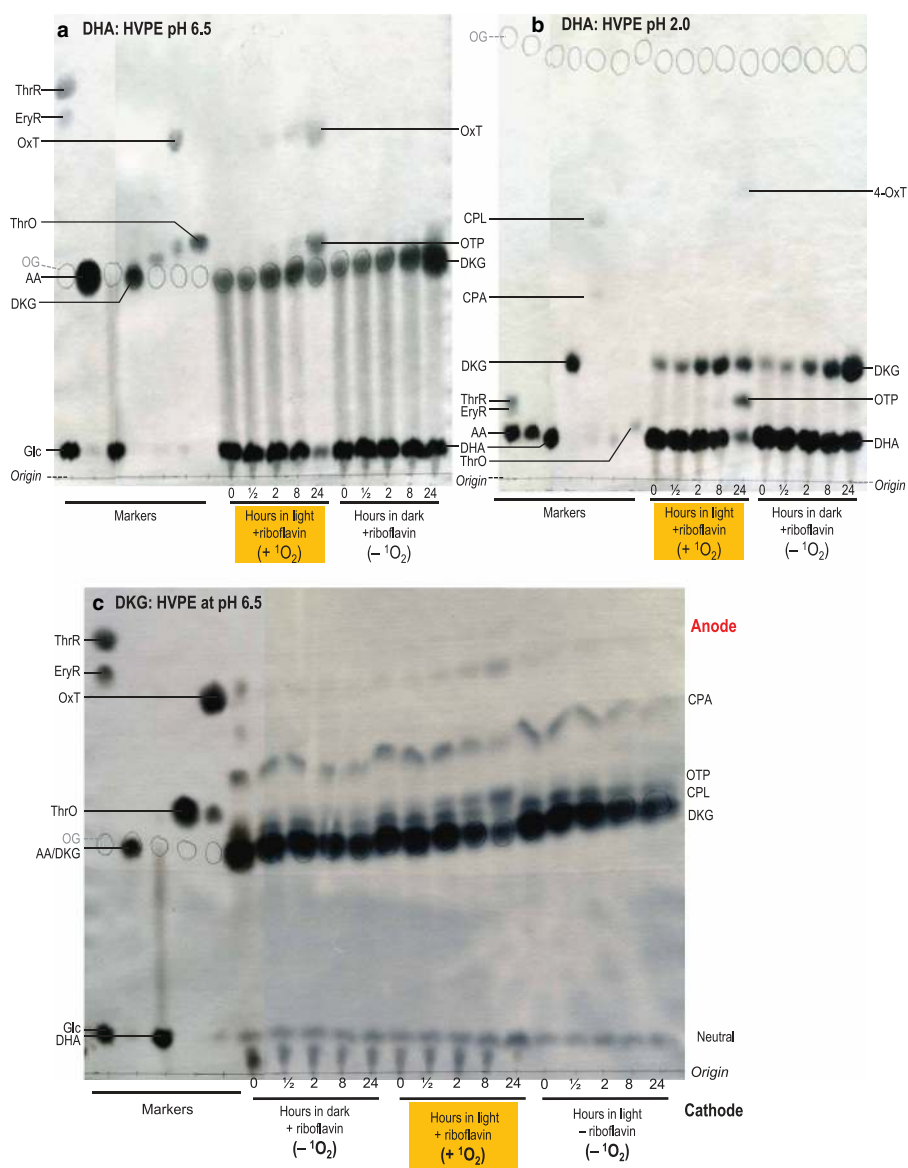 a DHA: HVPE pH 6.5
ThrR
EryR
OxT
ThrO
OG
AA
DKG
Glc
Origin
OxT
OTP
DKG
DHA
0 ½ 2 8 24 0 ½ 2 8 24
Markers
Hours in light
+riboflavin
(+ ¹O₂)
Hours in dark
+riboflavin
(– ¹O₂)
b DHA: HVPE pH 2.0
OG
CPL
CPA
DKG
ThrR
EryR
AA
DHA
ThrO
Origin
4-OxT
DKG
OTP
DHA
Origin
0 ½ 2 8 24 0 ½ 2 8 24
Markers
Hours in light
+riboflavin
(+ ¹O₂)
Hours in dark
+riboflavin
(– ¹O₂)
c DKG: HVPE at pH 6.5
ThrR
EryR
OxT
ThrO
OG
AA/DKG
Glc
DHA
Anode
CPA
OTP
CPL
DKG
Neutral
Origin
Cathode
0 ½ 2 8 24 0 ½ 2 8 24 0 ½ 2 8 24
Markers
Hours in dark
+ riboflavin
(– ¹O₂)
Hours in light
+ riboflavin
(+ ¹O₂)
Hours in light
– riboflavin
(– ¹O₂)